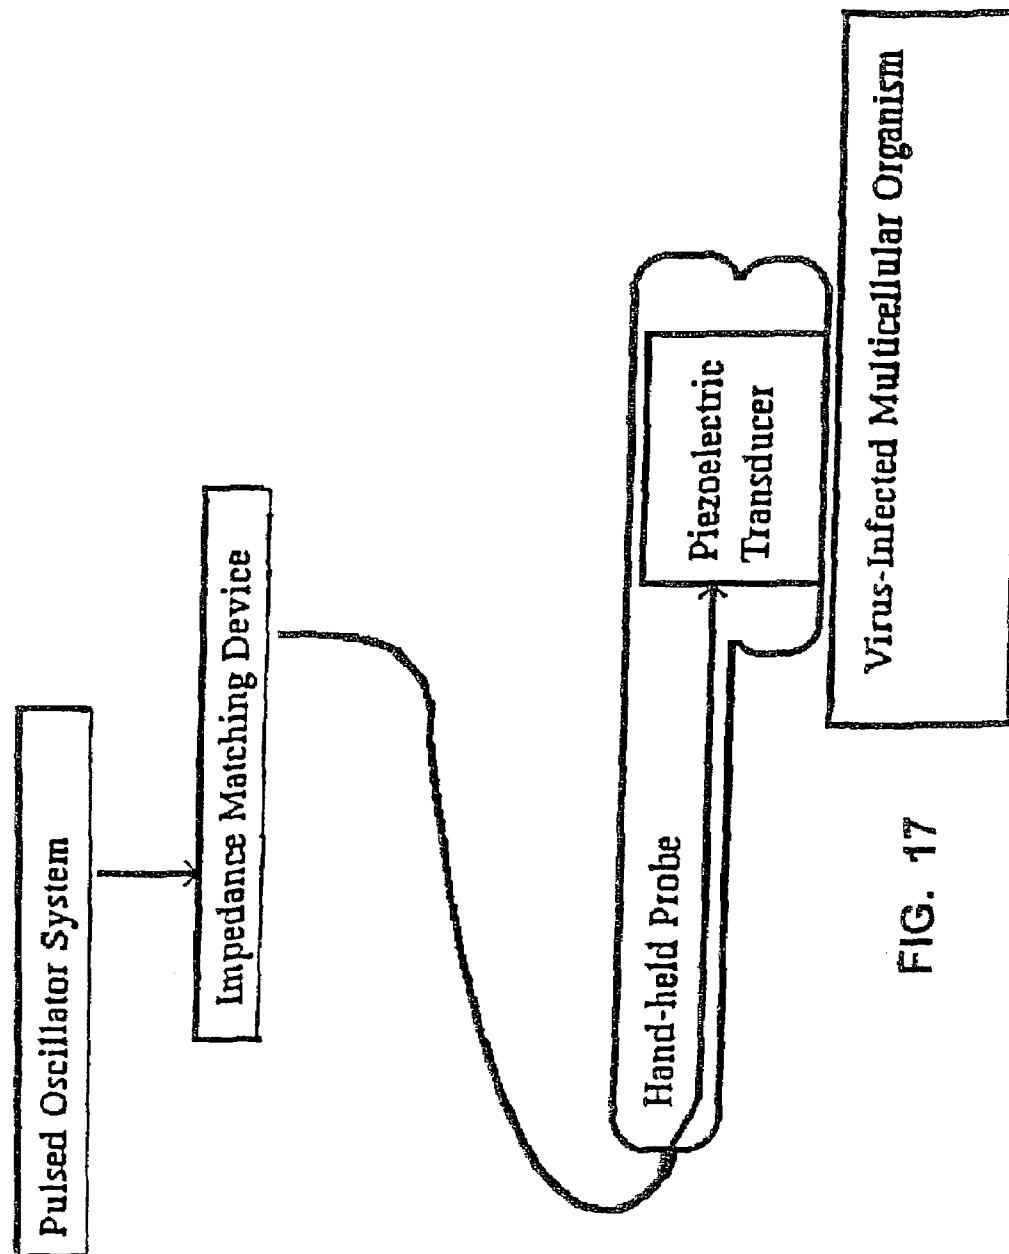 Pulsed Oscillator System
Impedance Matching Device
Hand-held Probe
Piezoelectric
Transducer
Virus-Infected Multicellular Organism
FIG. 17